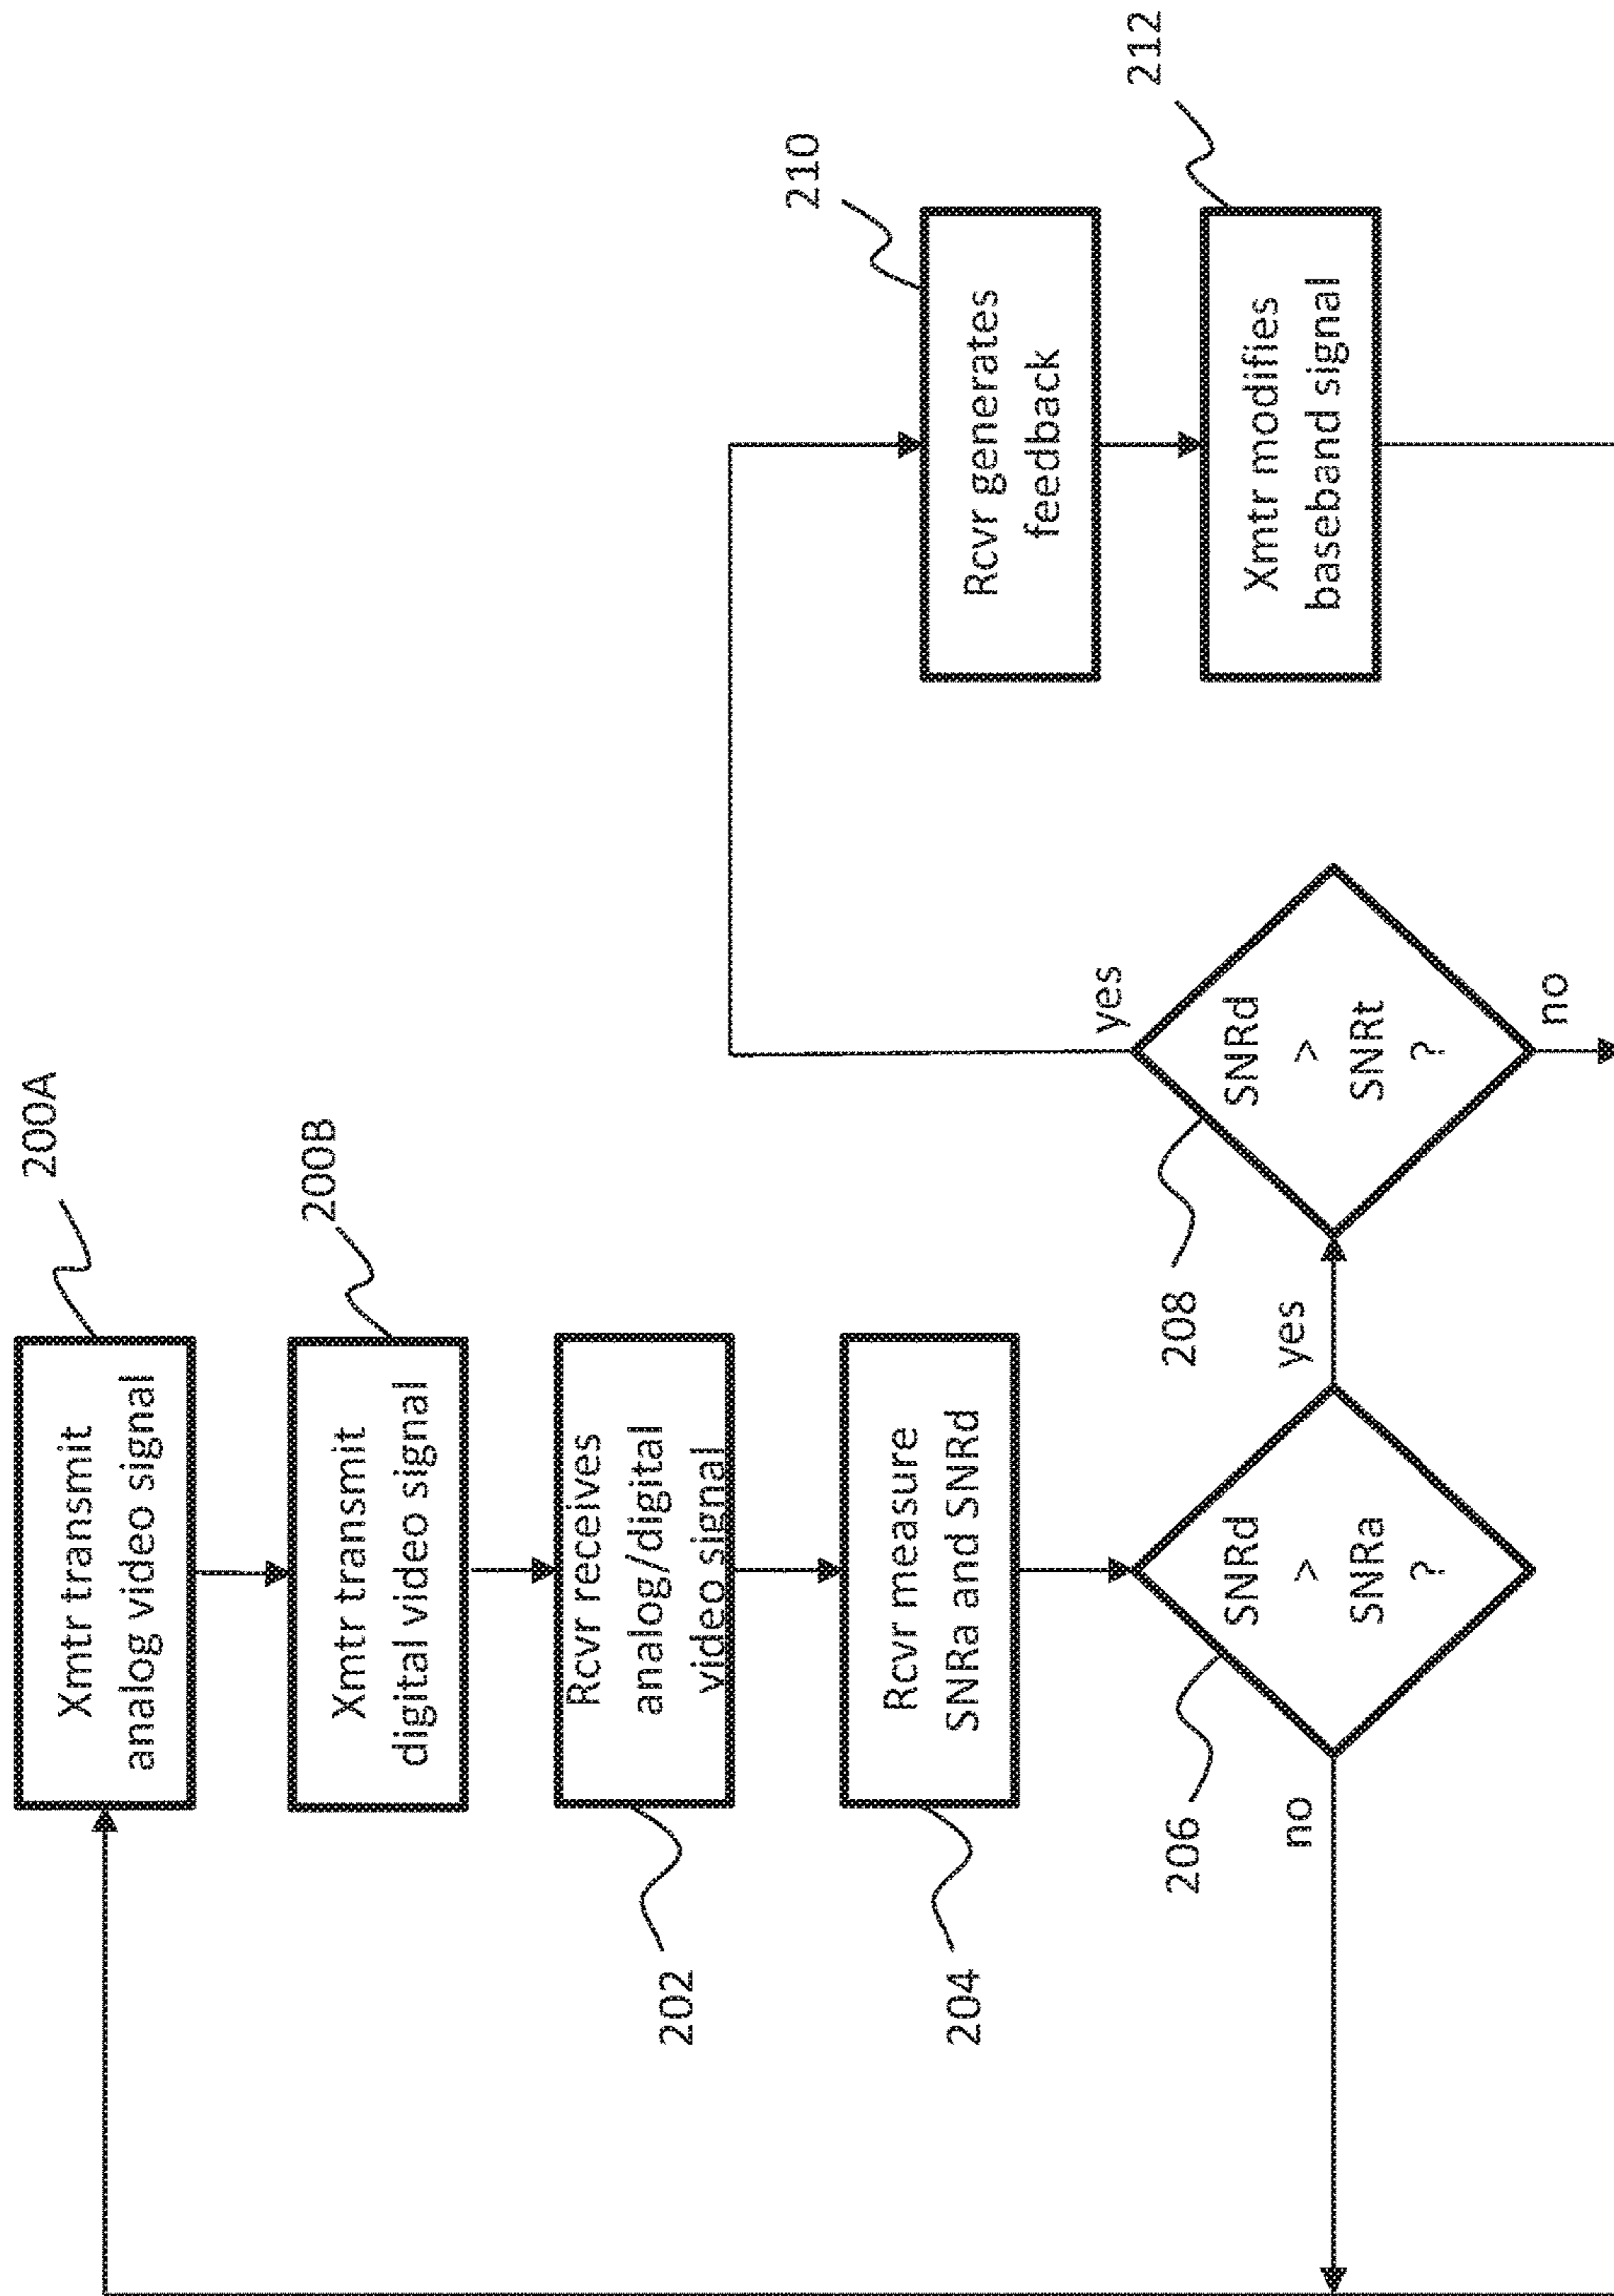 200A
Xmtr transmit
analog video signal
200B
Xmtr transmit
digital video signal
202
Rcvr receives
analog/digital
video signal
204
Rcvr measure
SNRa and SNRd
206
SNRd
>
SNRa
?
no
yes
208
SNRd
>
SNRt
?
yes
no
210
Rcvr generates
feedback
212
Xmtr modifies
baseband signal